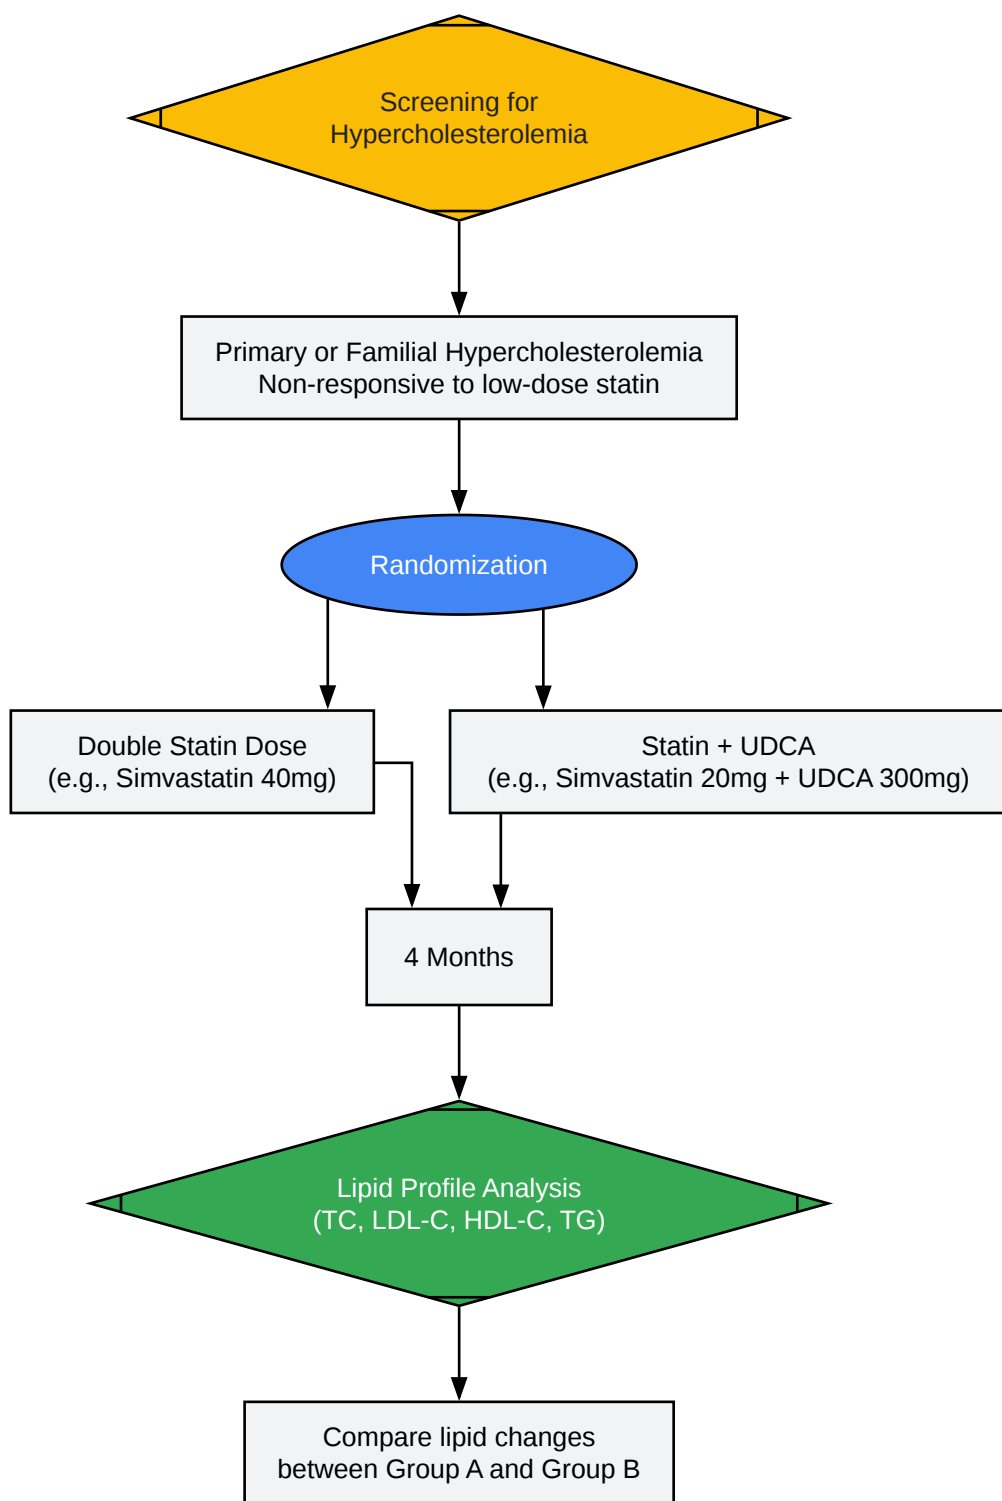 Screening for
Hypercholesterolemia
Primary or Familial Hypercholesterolemia
Non-responsive to low-dose statin
Randomization
Double Statin Dose
(e.g., Simvastatin 40mg)
Statin + UDCA
(e.g., Simvastatin 20mg + UDCA 300mg)
4 Months
Lipid Profile Analysis
(TC, LDL-C, HDL-C, TG)
Compare lipid changes
between Group A and Group B